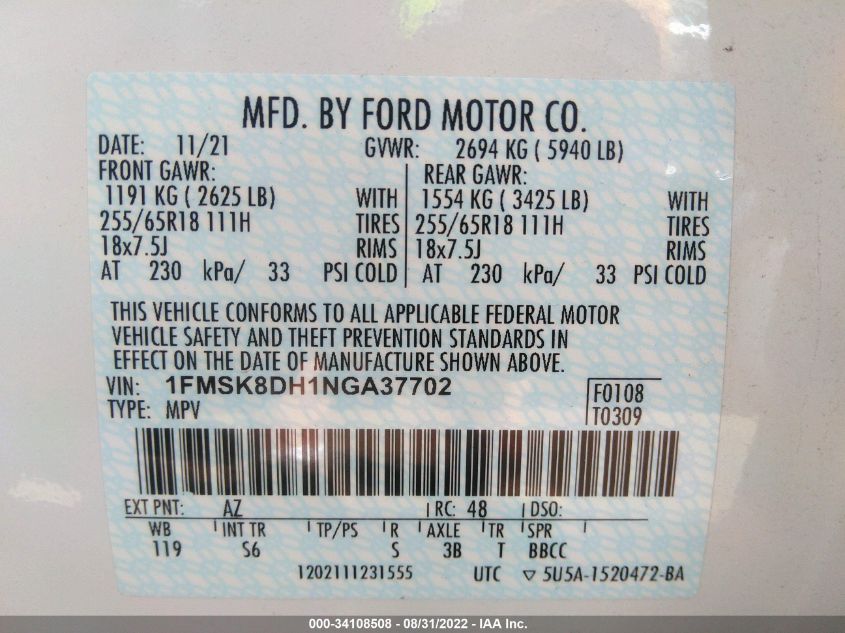 MFD. BY FORD MOTOR CO.
DATE: 11/21 GVWR: 2694 KG ( 5940 LB)
FRONT GAWR: REAR GAWR:
1191 KG ( 2625 LB) WITH 1554 KG ( 3425 LB) WITH
255/65R18 111H TIRES 255/65R18 111H TIRES
18x7.5J RIMS 18x7.5J RIMS
AT 230 kPa/ 33 PSI COLD AT 230 kPa/ 33 PSI COLD
THIS VEHICLE CONFORMS TO ALL APPLICABLE FEDERAL MOTOR
VEHICLE SAFETY AND THEFT PREVENTION STANDARDS IN
EFFECT ON THE DATE OF MANUFACTURE SHOWN ABOVE.
VIN: 1FMSK8DH1NGA37702
TYPE: MPV
F0108
T0309
EXT PNT: AZ RC: 48 DSO:
WB INT TR TP/PS R AXLE TR SPR
119 S6 S 3B T BBCC
1202111231555 UTC ▽ 5U5A-1520472-BA
000-34108508 - 08/31/2022 - IAA Inc.